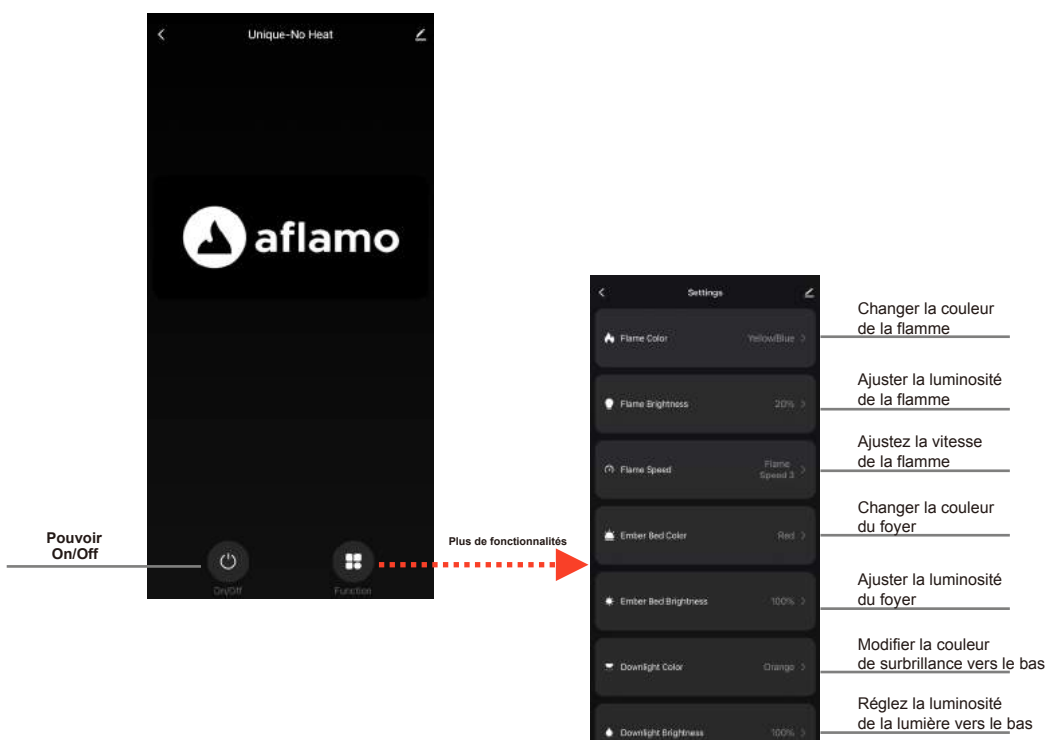 Unique-No Heat
aflamo
Pouvoir
On/Off
On/Off
Function
Plus de fonctionnalités
Settings
Flame Color
Yellow/Blue
Changer la couleur
de la flamme
Flame Brightness
20%
Ajuster la luminosité
de la flamme
Flame Speed
Flame
Speed 3
Ajustez la vitesse
de la flamme
Ember Bed Color
Red
Changer la couleur
du foyer
Ember Bed Brightness
100%
Ajuster la luminosité
du foyer
Downlight Color
Orange
Modifier la couleur
de surbrillance vers le bas
Downlight Brightness
100%
Réglez la luminosité
de la lumière vers le bas